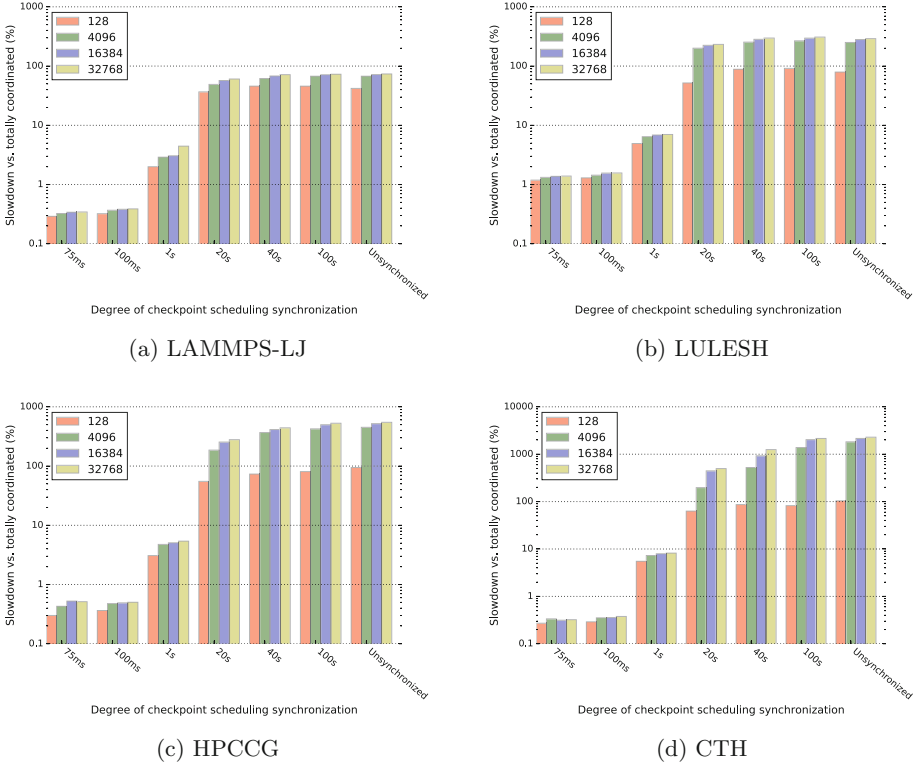 1000
100
10
1
0.1
Slowdown vs. totally coordinated (%)
128
4096
16384
32768
75ms
100ms
1s
20s
40s
100s
Unsynchronized
Degree of checkpoint scheduling synchronization
(a) LAMMPS-LJ
1000
100
10
1
0.1
Slowdown vs. totally coordinated (%)
128
4096
16384
32768
75ms
100ms
1s
20s
40s
100s
Unsynchronized
Degree of checkpoint scheduling synchronization
(b) LULESH
1000
100
10
1
0.1
Slowdown vs. totally coordinated (%)
128
4096
16384
32768
75ms
100ms
1s
20s
40s
100s
Unsynchronized
Degree of checkpoint scheduling synchronization
(c) HPCCG
10000
1000
100
10
1
0.1
Slowdown vs. totally coordinated (%)
128
4096
16384
32768
75ms
100ms
1s
20s
40s
100s
Unsynchronized
Degree of checkpoint scheduling synchronization
(d) CTH